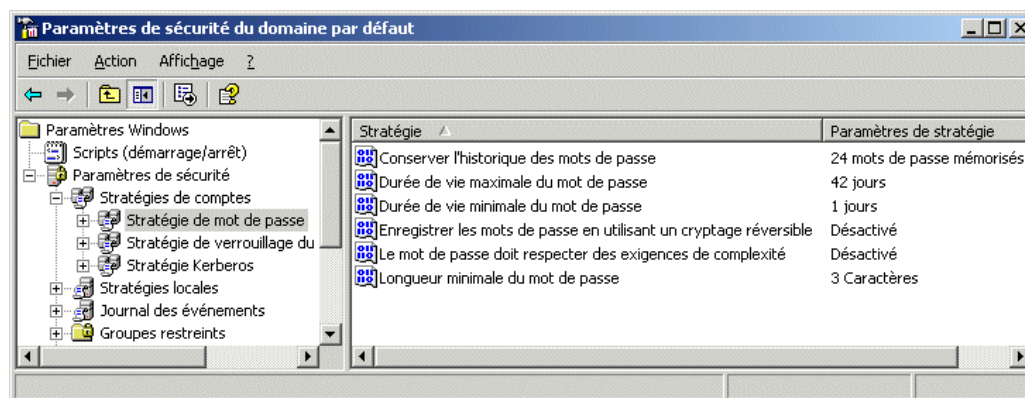 Paramètres de sécurité du domaine par défaut
Fichier Action Affichage ?
Paramètres Windows
Scripts (démarrage/arrêt)
Paramètres de sécurité
Stratégies de comptes
Stratégie de mot de passe
Stratégie de verrouillage du
Stratégie Kerberos
Stratégies locales
Journal des événements
Groupes restreints
Stratégie Paramètres de stratégie
Conserver l'historique des mots de passe 24 mots de passe mémorisés
Durée de vie maximale du mot de passe 42 jours
Durée de vie minimale du mot de passe 1 jours
Enregistrer les mots de passe en utilisant un cryptage réversible Désactivé
Le mot de passe doit respecter des exigences de complexité Désactivé
Longueur minimale du mot de passe 3 Caractères